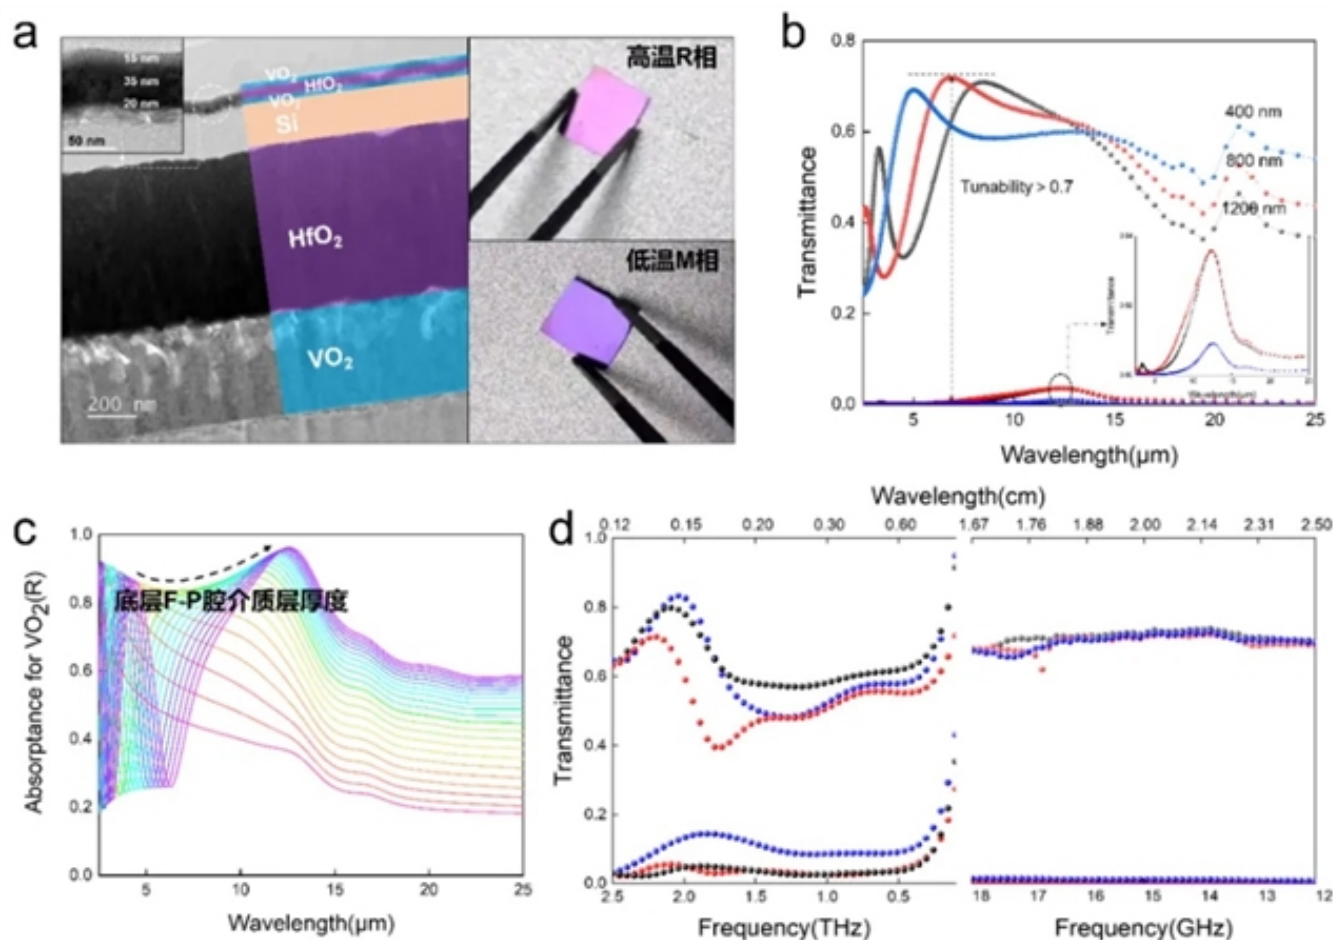 a
15 nm
35 nm
20 nm
50 nm
VO2
HfO2
VO2
Si
HfO2
VO2
200 nm
高温R相
低温M相
b
Transmittance
0.8
0.6
0.4
0.2
0.0
400 nm
800 nm
1200 nm
Tunability > 0.7
Transmittance
Wavelength(μm)
5 10 15 20 25
Wavelength(μm)
c
Absorptance for VO2(R)
1.0
0.8
0.6
0.4
0.2
0.0
底层F-P腔介质层厚度
5 10 15 20 25
Wavelength(μm)
d
Wavelength(cm)
0.12 0.15 0.20 0.30 0.60 1.67 1.76 1.88 2.00 2.14 2.31 2.50
Transmittance
1.0
0.8
0.6
0.4
0.2
0.0
2.5 2.0 1.5 1.0 0.5 18 17 16 15 14 13 12
Frequency(THz) Frequency(GHz)